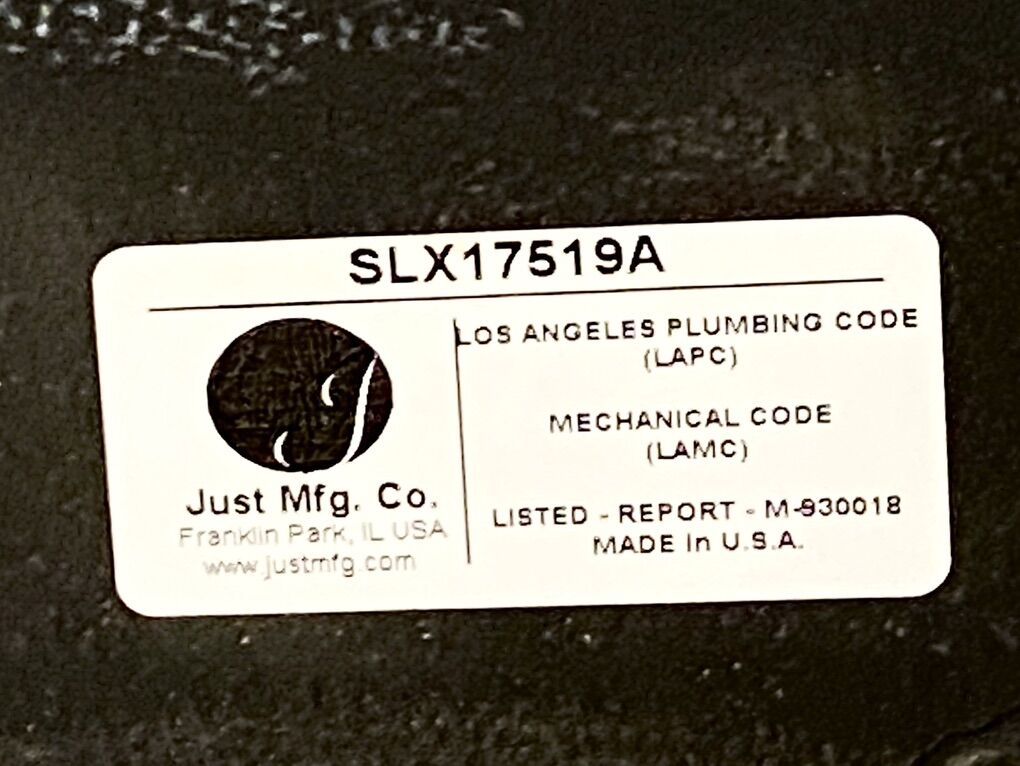 SLX17519A
J
Just Mfg. Co.
Franklin Park, IL USA
www.justmfg.com
LOS ANGELES PLUMBING CODE
(LAPC)
MECHANICAL CODE
(LAMC)
LISTED - REPORT - M-930018
MADE In U.S.A.